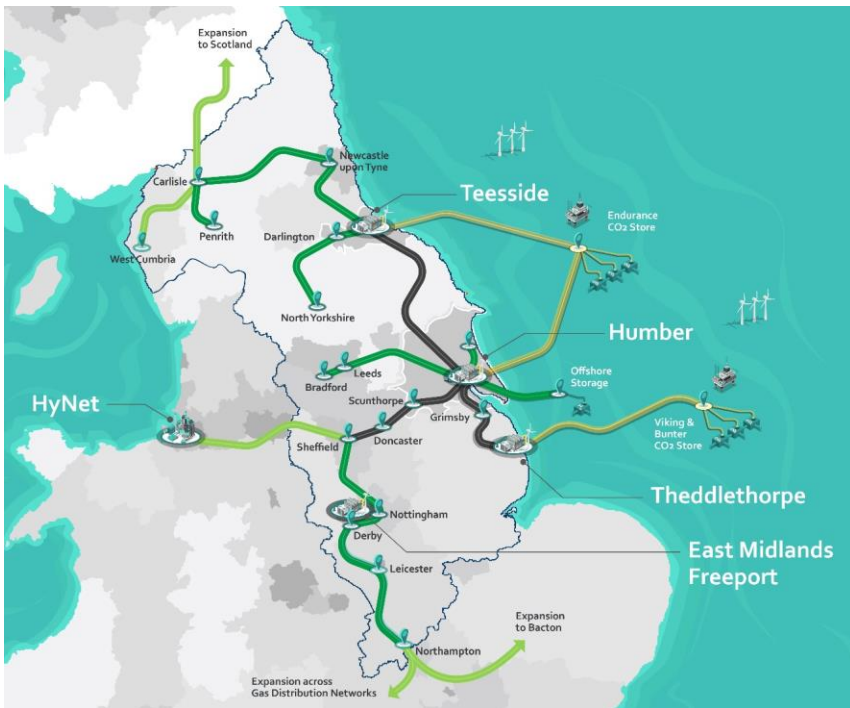 Expansion
to Scotland
Newcastle
upon Tyne
Carlisle
Teesside
Penrith
Darlington
Endurance
CO2 Store
West Cumbria
North Yorkshire
Humber
Leeds
Bradford
Offshore
Storage
Scunthorpe
Grimsby
HyNet
Doncaster
Sheffield
Viking &
Bunter
CO2 Store
Theddlethorpe
Nottingham
Derby
East Midlands
Freeport
Leicester
Expansion
to Bacton
Northampton
Expansion across
Gas Distribution Networks